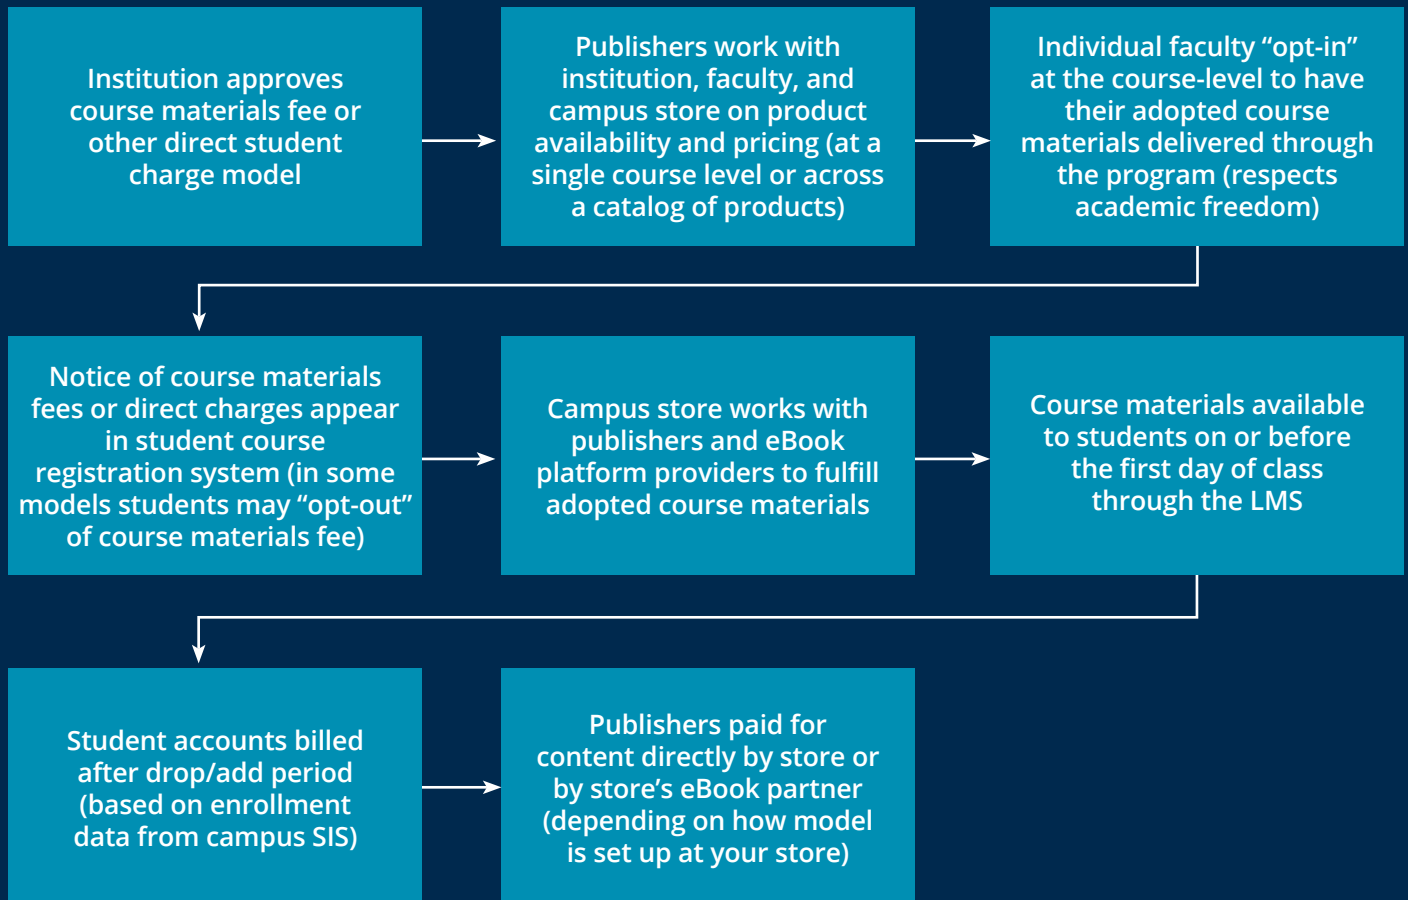 Institution approves
course materials fee or
other direct student
charge model
Publishers work with
institution, faculty, and
campus store on product
availability and pricing (at a
single course level or across
a catalog of products)
Individual faculty “opt-in”
at the course-level to have
their adopted course
materials delivered through
the program (respects
academic freedom)
Notice of course materials
fees or direct charges appear
in student course
registration system (in some
models students may “opt-out”
of course materials fee)
Campus store works with
publishers and eBook
platform providers to fulfill
adopted course materials
Course materials available
to students on or before
the first day of class
through the LMS
Student accounts billed
after drop/add period
(based on enrollment
data from campus SIS)
Publishers paid for
content directly by store or
by store’s eBook partner
(depending on how model
is set up at your store)